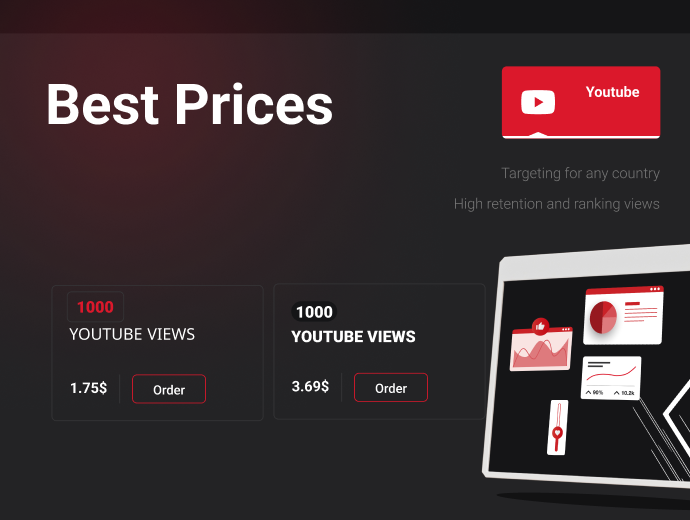 Best Prices
Youtube
Targeting for any country
High retention and ranking views
1000
YOUTUBE VIEWS
1.75$
Order
1000
YOUTUBE VIEWS
3.69$
Order
90%
10.2k